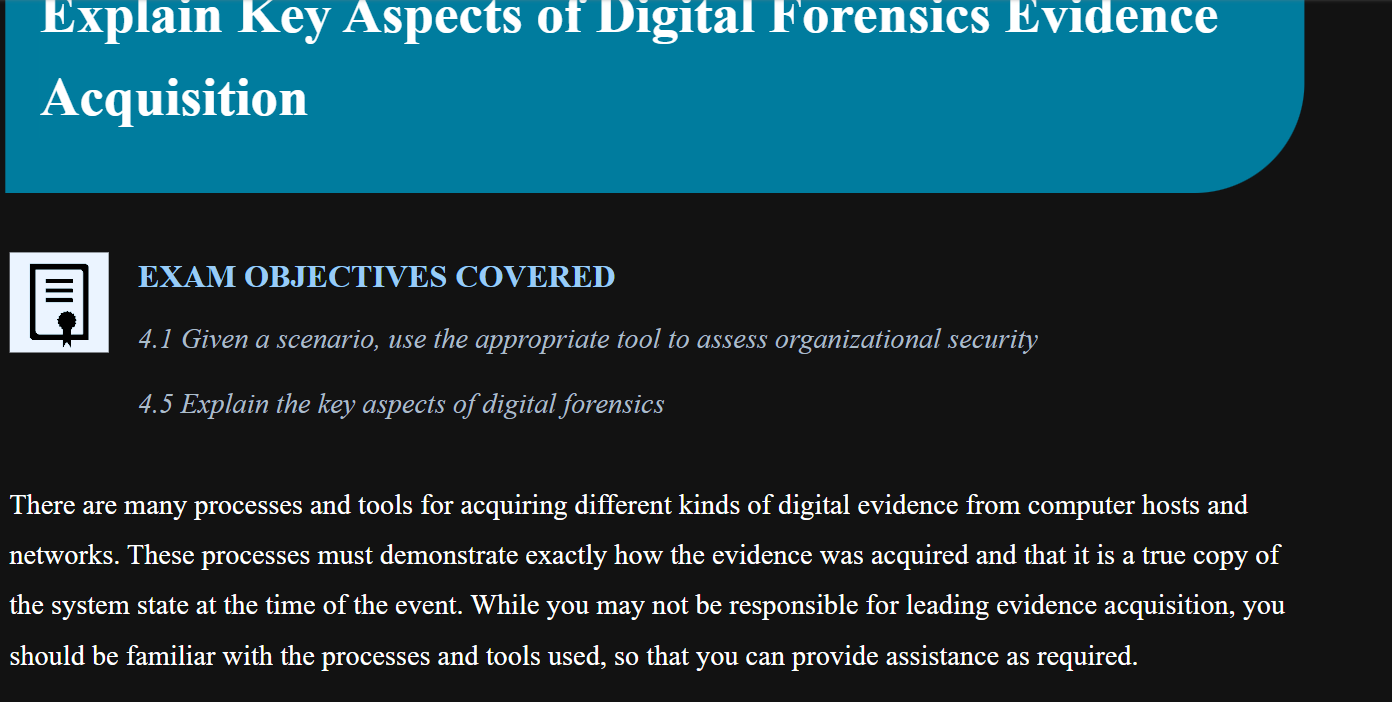 Explain Key Aspects of Digital Forensics Evidence
Acquisition
EXAM OBJECTIVES COVERED
4.1 Given a scenario, use the appropriate tool to assess organizational security
4.5 Explain the key aspects of digital forensics
There are many processes and tools for acquiring different kinds of digital evidence from computer hosts and
networks. These processes must demonstrate exactly how the evidence was acquired and that it is a true copy of
the system state at the time of the event. While you may not be responsible for leading evidence acquisition, you
should be familiar with the processes and tools used, so that you can provide assistance as required.